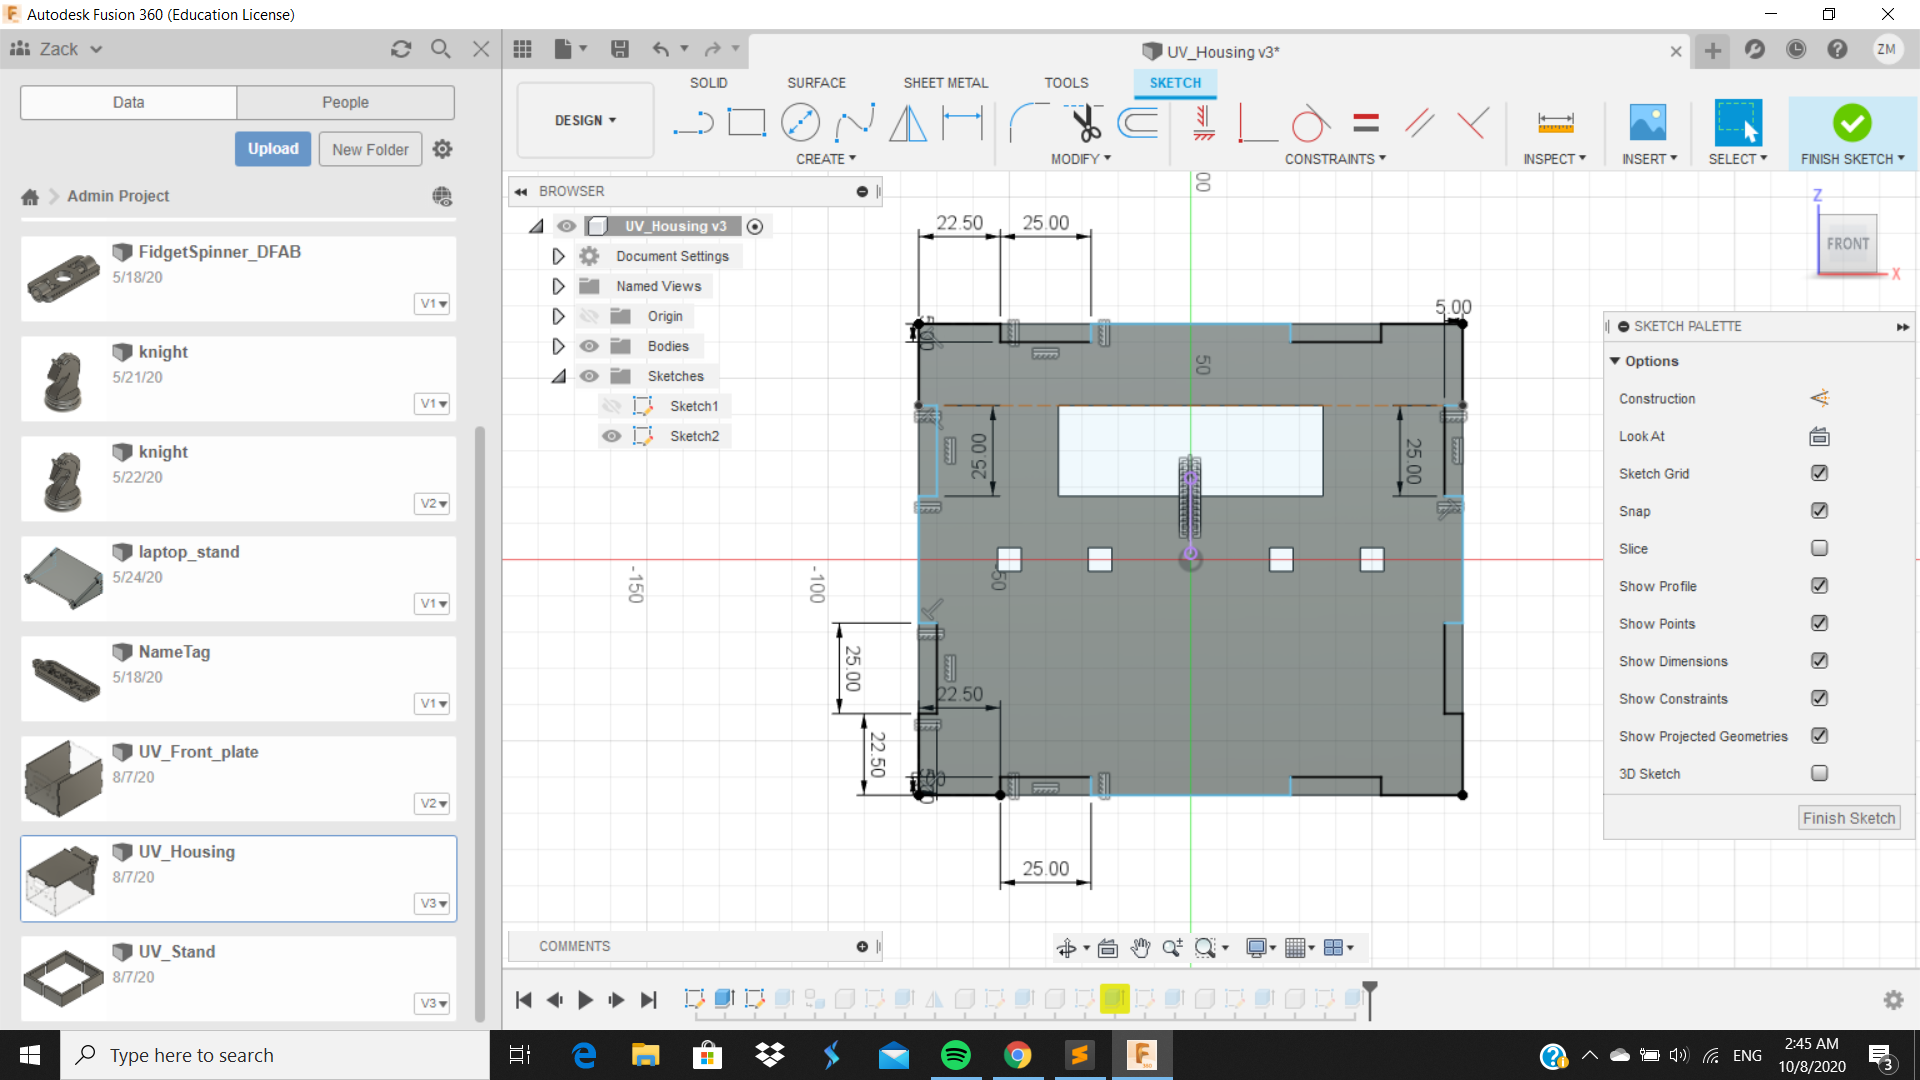 Autodesk Fusion 360 (Education License)
Zack
UV_Housing v3*
ZM
Data
People
Upload
New Folder
Admin Project
FidgetSpinner_DFAB
5/18/20
V1
knight
5/21/20
V1
knight
5/22/20
V2
laptop_stand
5/24/20
V1
NameTag
5/18/20
V1
UV_Front_plate
8/7/20
V2
UV_Housing
8/7/20
V3
UV_Stand
8/7/20
V3
SOLID
SURFACE
SHEET METAL
TOOLS
SKETCH
DESIGN
CREATE
MODIFY
CONSTRAINTS
INSPECT
INSERT
SELECT
FINISH SKETCH
BROWSER
UV_Housing v3
Document Settings
Named Views
Origin
Bodies
Sketches
Sketch1
Sketch2
00
22.50
25.00
5.00
50
25.00
25.00
-150
-100
50
25.00
22.50
22.50
25.00
Z
FRONT
X
SKETCH PALETTE
Options
Construction
Look At
Sketch Grid
Snap
Slice
Show Profile
Show Points
Show Dimensions
Show Constraints
Show Projected Geometries
3D Sketch
Finish Sketch
COMMENTS
Type here to search
ENG
2:45 AM
10/8/2020
3